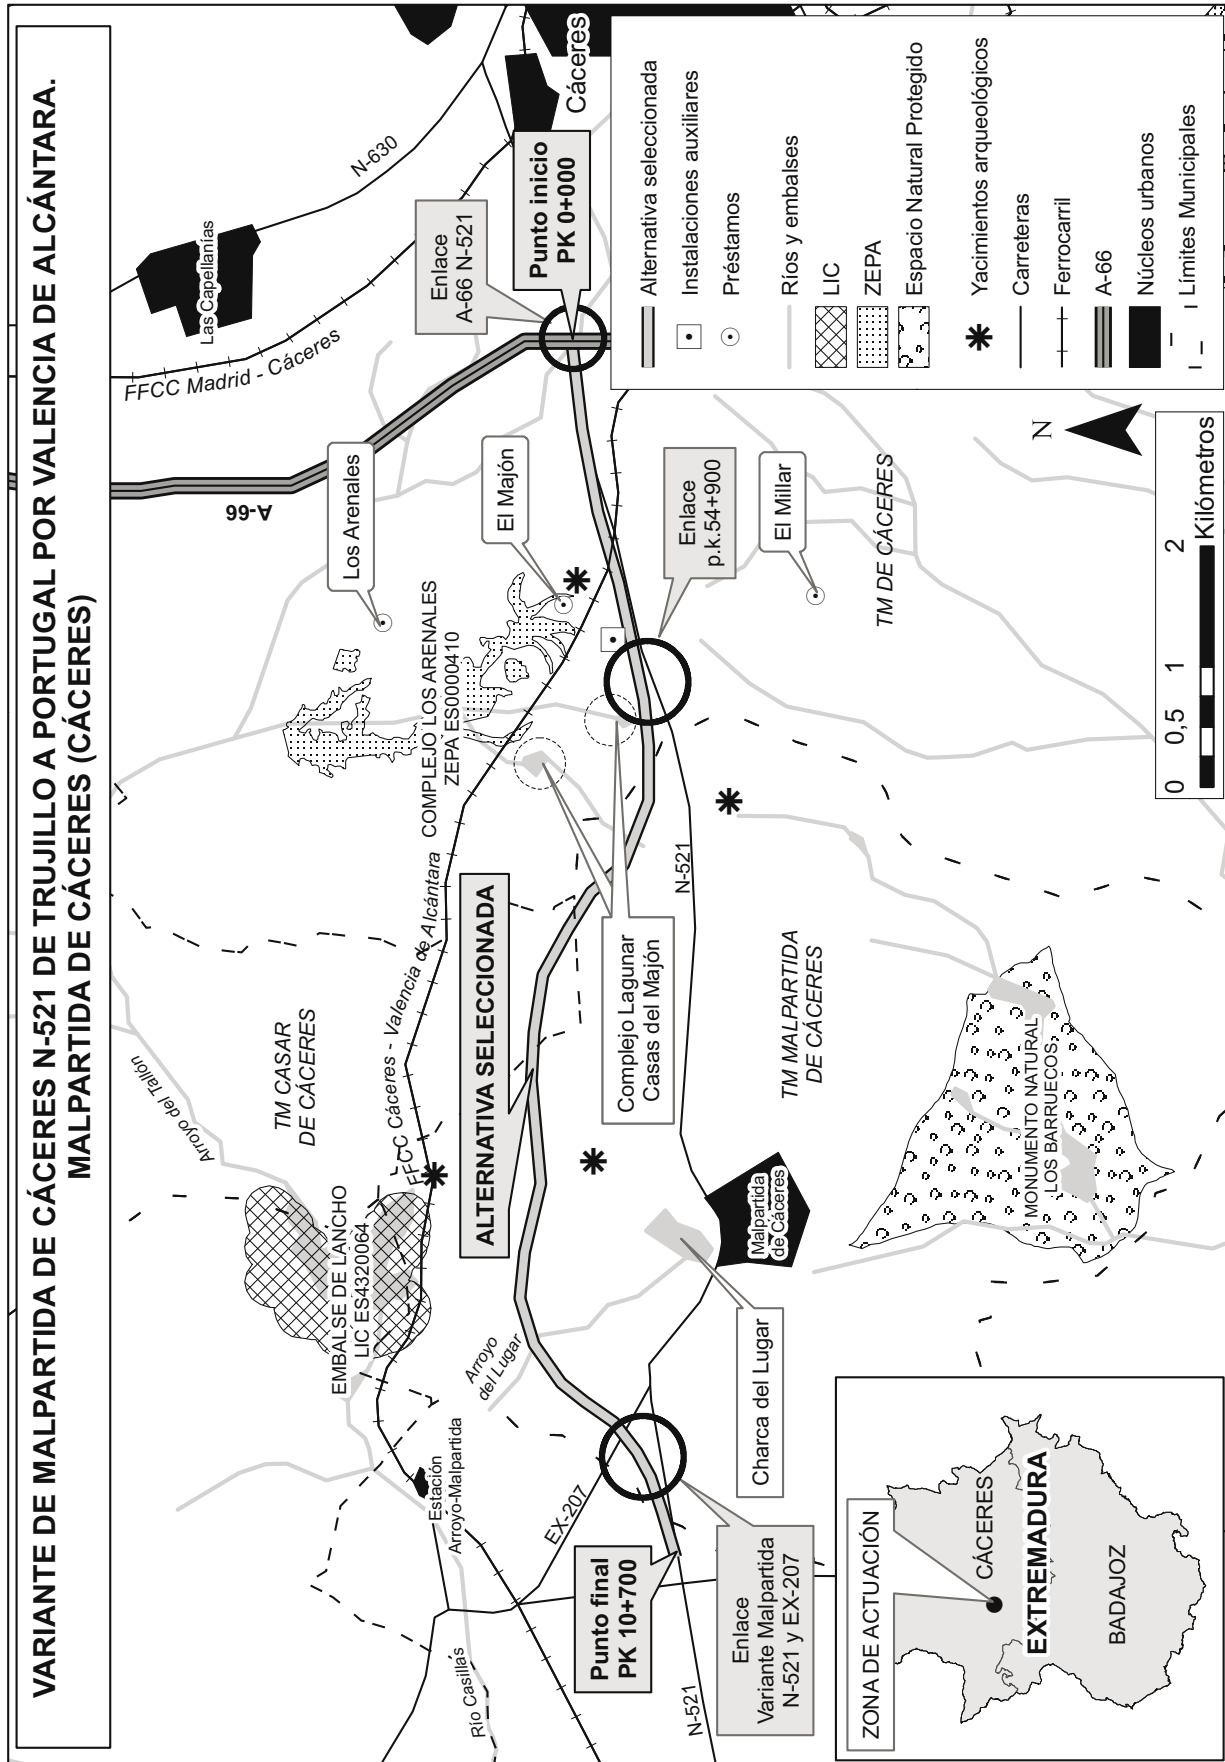 VARIANTE DE MALPARTIDA DE CÁCERES N-521 DE TRUJILLO A PORTUGAL POR VALENCIA DE ALCÁNTARA.
MALPARTIDA DE CÁCERES (CÁCERES)
Río Casillas
Estación
Arroyo-Malpartida
EX-207
Punto final
PK 10+700
N-521
Enlace
Variante Malpartida
N-521 y EX-207
Arroyo
del Lugar
EMBALSE DE LANCHO
LIC ES4320064
Arroyo del Tallón
TM CASAR
DE CÁCERES
FFCC Cáceres - Valencia de Alcántara
ALTERNATIVA SELECCIONADA
Charca del Lugar
Malpartida
de Cáceres
Complejo Lagunar
Casas del Majón
N-521
TM MALPARTIDA
DE CÁCERES
MONUMENTO NATURAL
LOS BARRUECOS
COMPLEJO LOS ARENALES
ZEPA ES0000410
Los Arenales
El Majón
A-66
Enlace
p.k.54+900
El Millar
TM DE CÁCERES
FFCC Madrid - Cáceres
Las Capellanías
N-630
Enlace
A-66 N-521
Punto inicio
PK 0+000
Cáceres
Alternativa seleccionada
Instalaciones auxiliares
Préstamos
Ríos y embalses
LIC
ZEPA
Espacio Natural Protegido
Yacimientos arqueológicos
Carreteras
Ferrocarril
A-66
Núcleos urbanos
Límites Municipales
N
0 0,5 1 2
Kilómetros
ZONA DE ACTUACIÓN
CÁCERES
EXTREMADURA
BADAJOZ